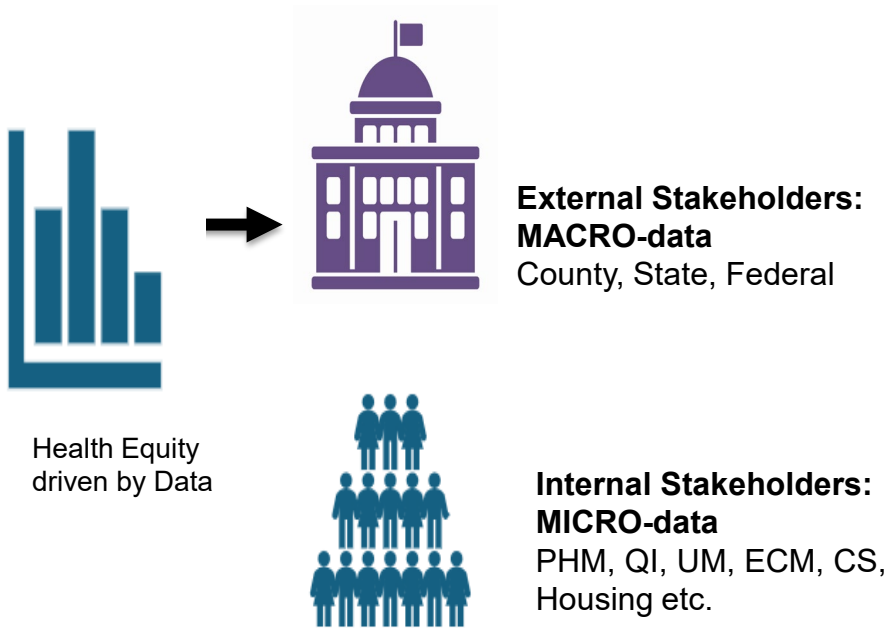 External Stakeholders:
MACRO-data
County, State, Federal
Health Equity
driven by Data
Internal Stakeholders:
MICRO-data
PHM, QI, UM, ECM, CS,
Housing etc.